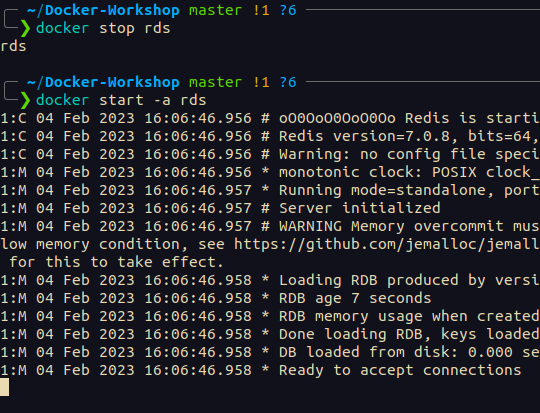 ~/Docker-Workshop master !1 ?6
❯ docker stop rds
rds
~/Docker-Workshop master !1 ?6
❯ docker start -a rds
1:C 04 Feb 2023 16:06:46.956 # oO0OoO0OoO0Oo Redis is starti
1:C 04 Feb 2023 16:06:46.956 # Redis version=7.0.8, bits=64,
1:C 04 Feb 2023 16:06:46.956 # Warning: no config file speci
1:M 04 Feb 2023 16:06:46.956 * monotonic clock: POSIX clock_
1:M 04 Feb 2023 16:06:46.957 * Running mode=standalone, port
1:M 04 Feb 2023 16:06:46.957 # Server initialized
1:M 04 Feb 2023 16:06:46.957 # WARNING Memory overcommit mus
low memory condition, see https://github.com/jemalloc/jemall
for this to take effect.
1:M 04 Feb 2023 16:06:46.958 * Loading RDB produced by versi
1:M 04 Feb 2023 16:06:46.958 * RDB age 7 seconds
1:M 04 Feb 2023 16:06:46.958 * RDB memory usage when created
1:M 04 Feb 2023 16:06:46.958 * Done loading RDB, keys loaded
1:M 04 Feb 2023 16:06:46.958 * DB loaded from disk: 0.000 se
1:M 04 Feb 2023 16:06:46.958 * Ready to accept connections